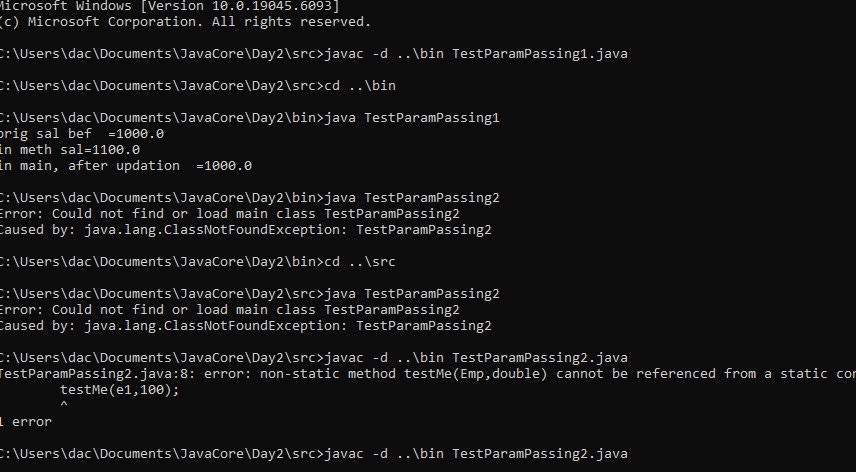 Microsoft Windows [Version 10.0.19045.6093]
(c) Microsoft Corporation. All rights reserved.
C:\Users\dac\Documents\JavaCore\Day2\src>javac -d ..\bin TestParamPassing1.java
C:\Users\dac\Documents\JavaCore\Day2\src>cd ..\bin
C:\Users\dac\Documents\JavaCore\Day2\bin>java TestParamPassing1
orig sal bef  =1000.0
in meth sal=1100.0
in main, after updation  =1000.0
C:\Users\dac\Documents\JavaCore\Day2\bin>java TestParamPassing2
Error: Could not find or load main class TestParamPassing2
Caused by: java.lang.ClassNotFoundException: TestParamPassing2
C:\Users\dac\Documents\JavaCore\Day2\bin>cd ..\src
C:\Users\dac\Documents\JavaCore\Day2\src>java TestParamPassing2
Error: Could not find or load main class TestParamPassing2
Caused by: java.lang.ClassNotFoundException: TestParamPassing2
C:\Users\dac\Documents\JavaCore\Day2\src>javac -d ..\bin TestParamPassing2.java
TestParamPassing2.java:8: error: non-static method testMe(Emp,double) cannot be referenced from a static con
        testMe(e1,100);
        ^
1 error
C:\Users\dac\Documents\JavaCore\Day2\src>javac -d ..\bin TestParamPassing2.java